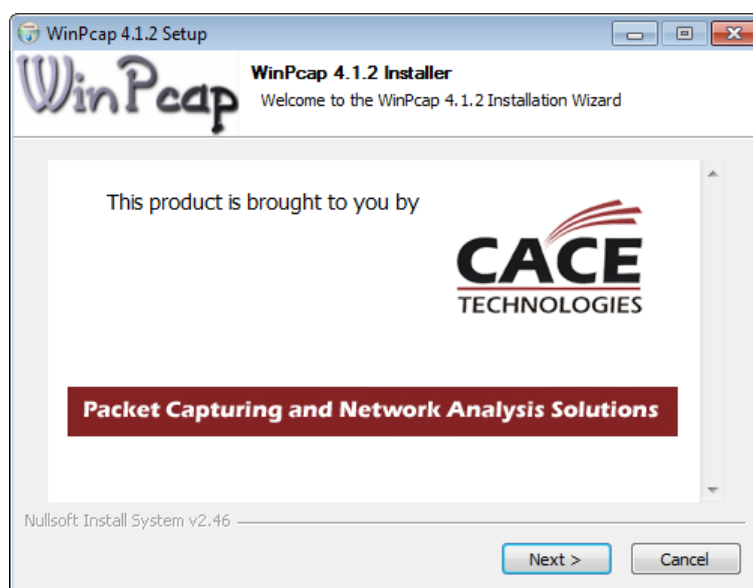 WinPcap 4.1.2 Setup
WinPcap
WinPcap 4.1.2 Installer
Welcome to the WinPcap 4.1.2 Installation Wizard
This product is brought to you by
CACE
TECHNOLOGIES
Packet Capturing and Network Analysis Solutions
Nullsoft Install System v2.46
Next >
Cancel